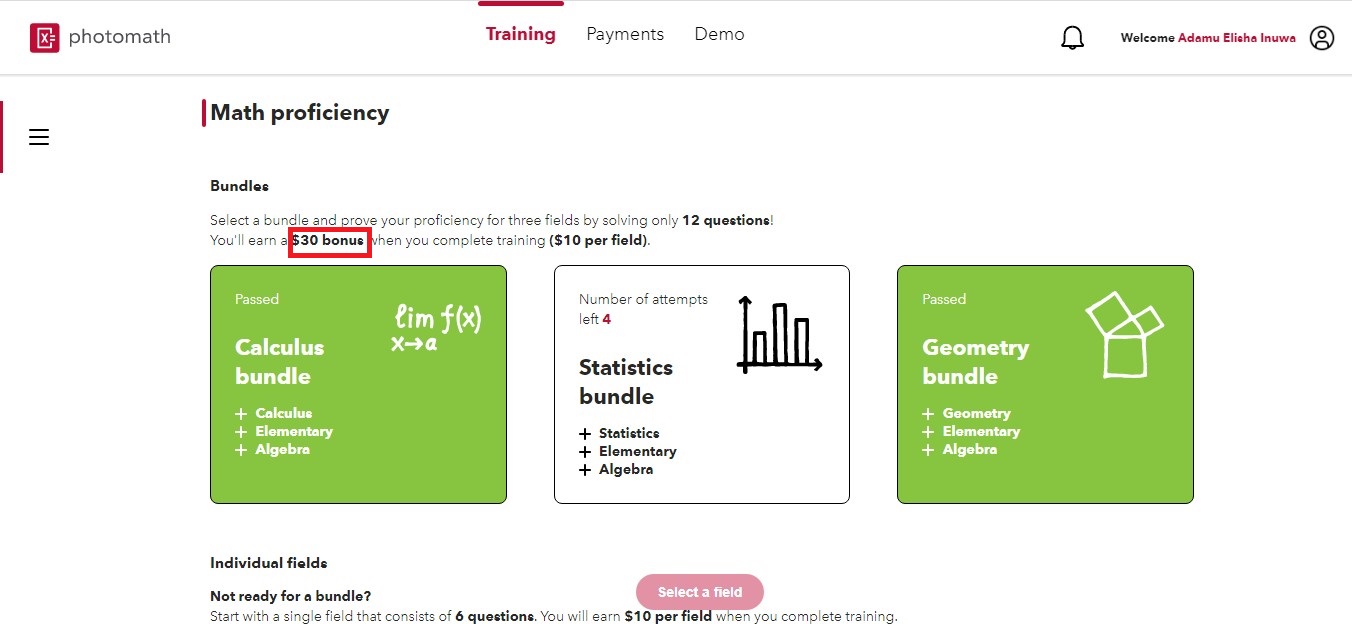 photomath
Training Payments Demo
Welcome Adamu Elisha Inuwa
Math proficiency
Bundles
Select a bundle and prove your proficiency for three fields by solving only 12 questions!
You'll earn a $30 bonus when you complete training ($10 per field).
Passed
lim f(x)
x→a
Calculus
bundle
+ Calculus
+ Elementary
+ Algebra
Number of attempts
left 4
Statistics
bundle
+ Statistics
+ Elementary
+ Algebra
Passed
Geometry
bundle
+ Geometry
+ Elementary
+ Algebra
Individual fields
Not ready for a bundle?
Select a field
Start with a single field that consists of 6 questions. You will earn $10 per field when you complete training.